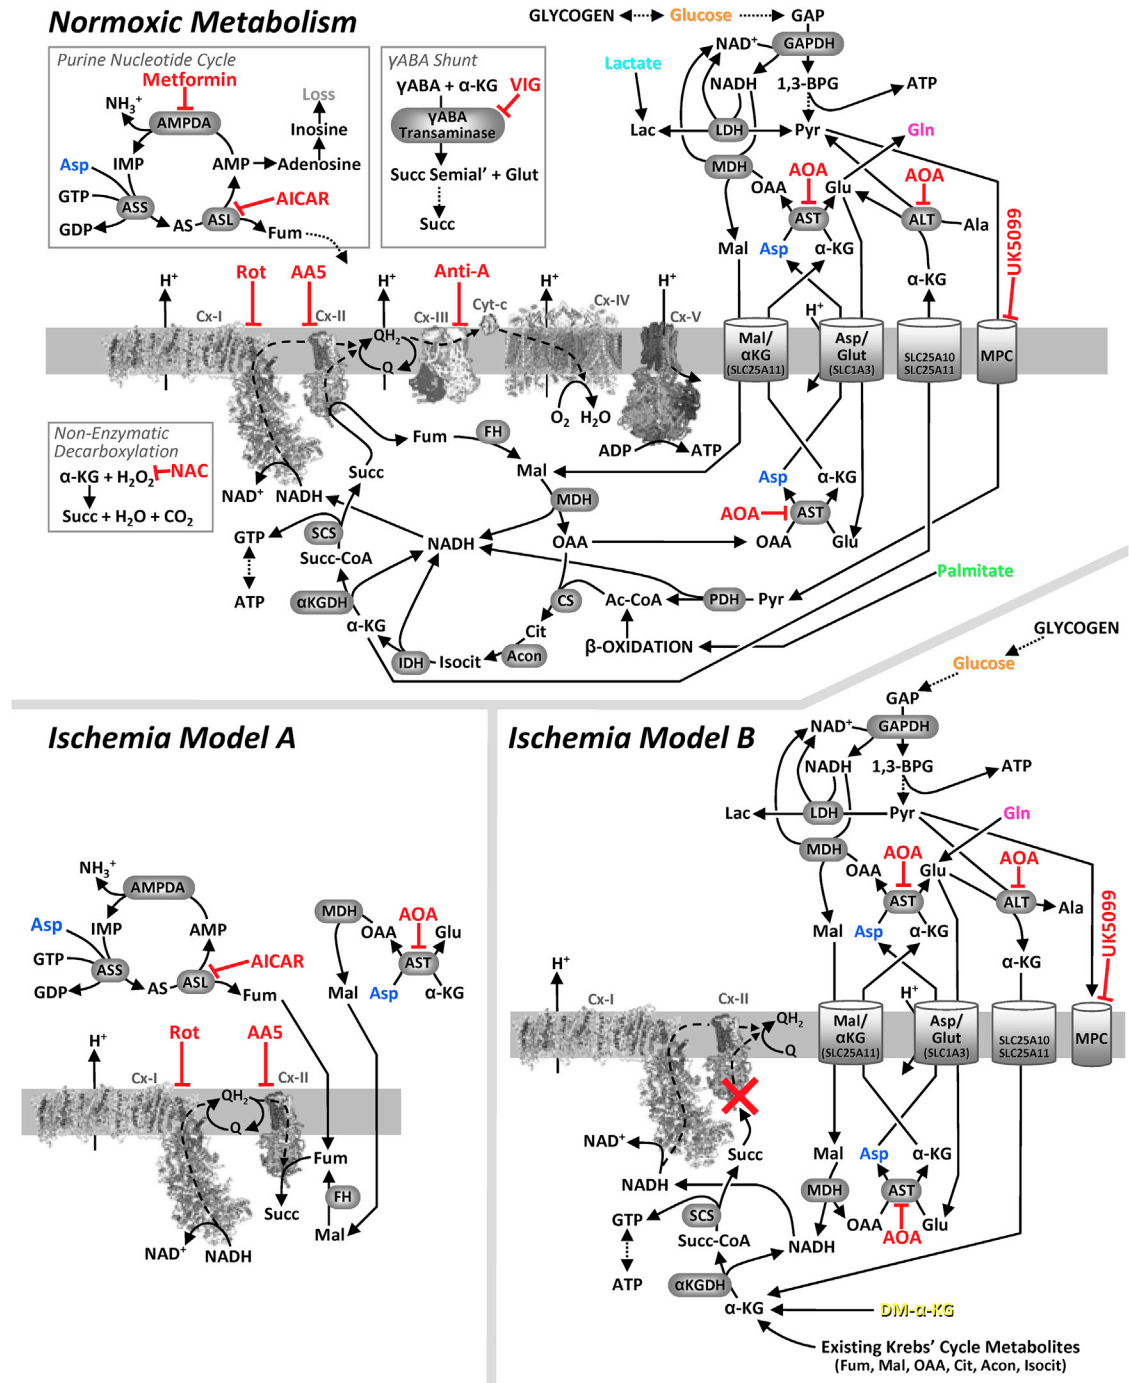 Normoxic Metabolism
GLYCOGEN Glucose GAP
NAD+ GAPDH
NADH 1,3-BPG ATP
Lactate
Lac LDH Pyr Gln
MDH OAA AOA Glu AOA
AST ALT Ala
Mal Asp α-KG α-KG UK5099
Purine Nucleotide Cycle
Metformin
NH3+ Loss
AMPDA Inosine
Asp IMP AMP Adenosine
GTP ASS AICAR
GDP AS ASL Fum
γABA Shunt
γABA + α-KG VIG
γABA
Transaminase
Succ Semial' + Glut
Succ
H+ Rot AA5 H+ Anti-A H+ H+ H+
Cx-I Cx-II Cx-III Cyt-c Cx-IV Cx-V
QH2
Q
Mal/
αKG
(SLC25A11)
Asp/
Glut
(SLC1A3)
SLC25A10
SLC25A11
MPC
O2 H2O
ADP ATP
Non-Enzymatic
Decarboxylation
α-KG + H2O2 NAC
Succ + H2O + CO2
Fum FH Mal
Succ
NAD+ NADH MDH
Asp α-KG
AOA AST
OAA Glu
GTP SCS NADH OAA
Succ-CoA
ATP αKGDH CS Ac-CoA PDH Pyr
Palmitate
α-KG Cit
IDH Isocit Acon β-OXIDATION
Ischemia Model A
NH3+ AMPDA
Asp IMP AMP
GTP ASS AICAR
GDP AS ASL Fum
MDH OAA AOA Glu
AST
Mal Asp α-KG
H+ Rot AA5
Cx-I Cx-II
QH2
Q
Fum
Succ FH
NAD+ NADH Mal
Ischemia Model B
GLYCOGEN
Glucose
GAP
NAD+ GAPDH
NADH 1,3-BPG ATP
Lac LDH Pyr Gln
MDH OAA AOA Glu AOA
AST ALT Ala
Mal Asp α-KG α-KG UK5099
H+ Cx-I Cx-II H+
QH2
Q
Mal/
αKG
(SLC25A11)
Asp/
Glut
(SLC1A3)
SLC25A10
SLC25A11
MPC
NAD+ Succ Mal Asp α-KG
NADH MDH AST
GTP SCS OAA AOA Glu
Succ-CoA NADH
ATP αKGDH
α-KG DM-α-KG
Existing Krebs' Cycle Metabolites
(Fum, Mal, OAA, Cit, Acon, Isocit)